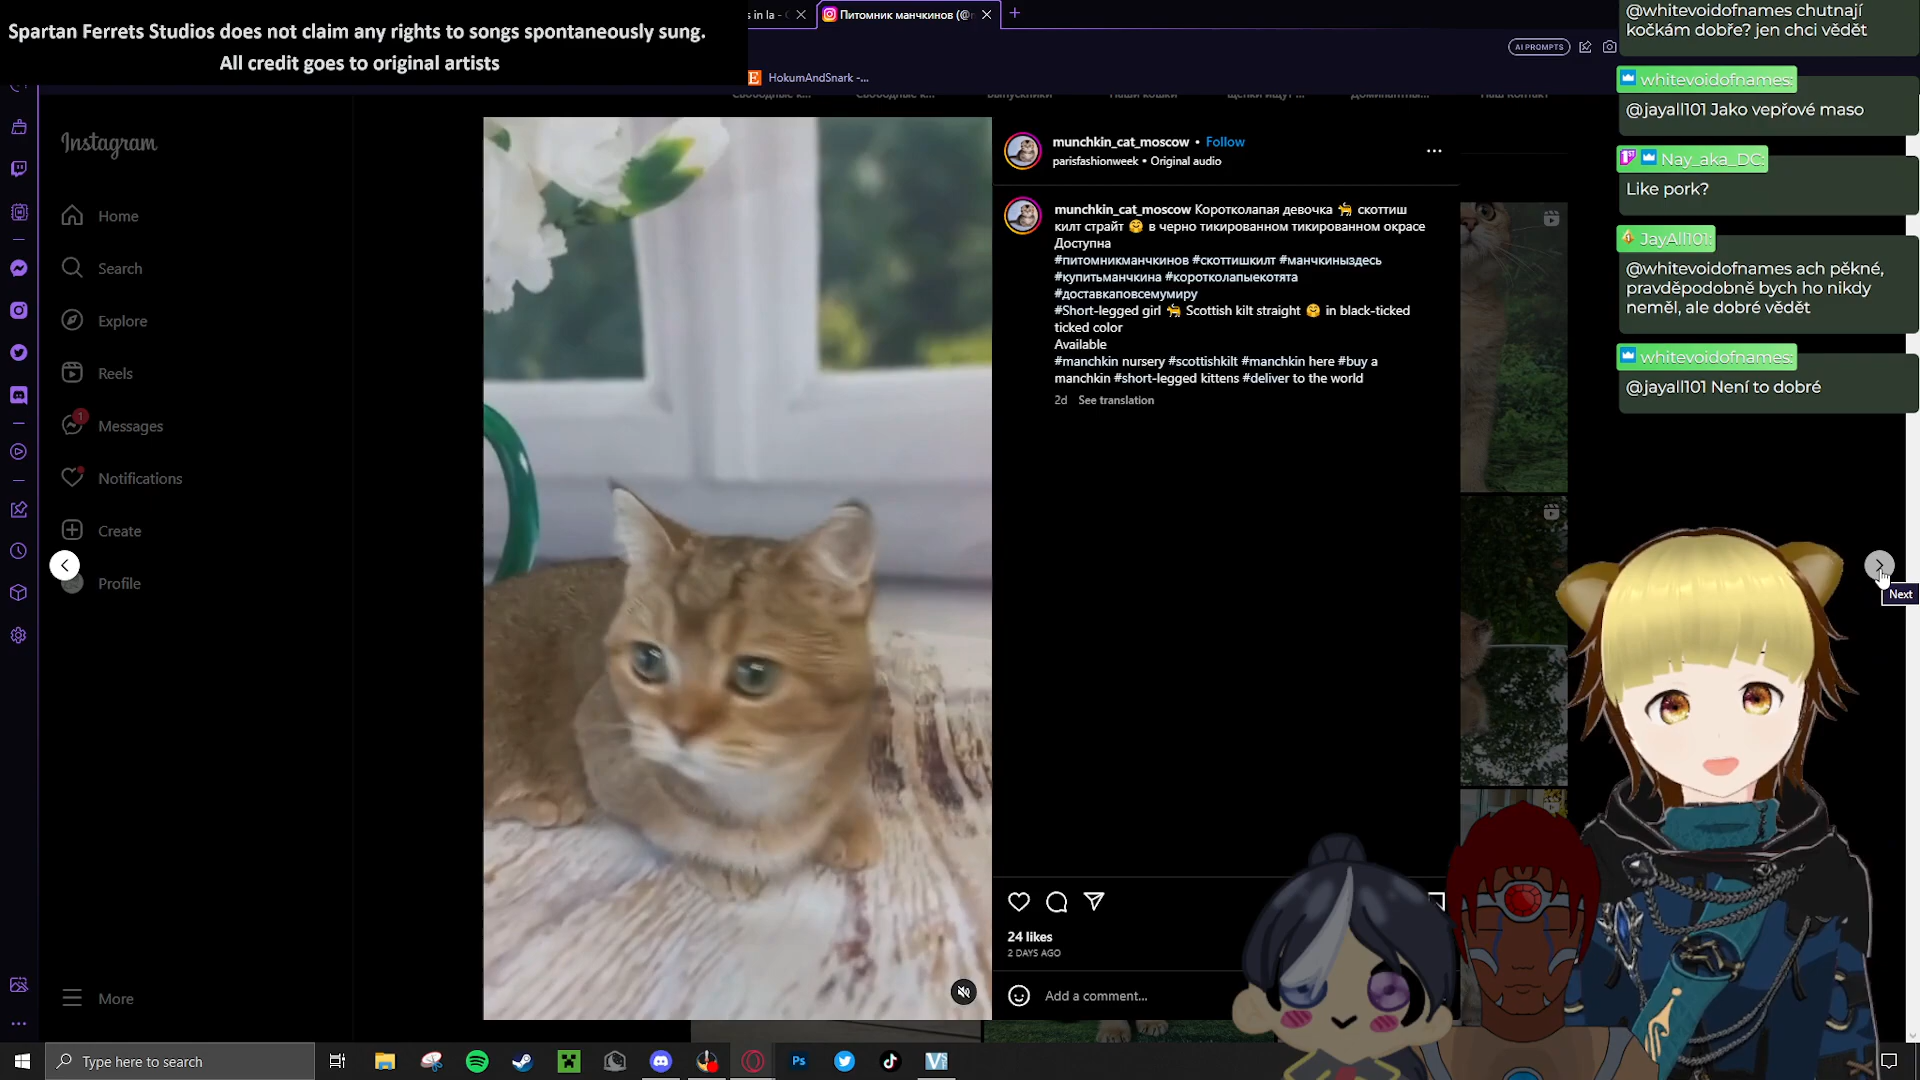 Spartan Ferrets Studios does not claim any rights to songs spontaneously sung.
All credit goes to original artists
s in la -
Питомник манчкинов (@
AI PROMPTS
HokumAndSnark -...
Instagram
Home
Search
Explore
Reels
1
Messages
Notifications
Create
Profile
More
munchkin_cat_moscow • Follow
parisfashionweek • Original audio
munchkin_cat_moscow Коротколапая девочка 🐈 скоттиш
килт страйт 🤗 в черно тикированном тикированном окрасе
Доступна
#питомникманчкинов #скоттишкилт #манчкиныздесь
#купитьманчкина #коротколапыекотята
#доставкаповсемумиру
#Short-legged girl 🐈 Scottish kilt straight 🤗 in black-ticked
ticked color
Available
#manchkin nursery #scottishkilt #manchkin here #buy a
manchkin #short-legged kittens #deliver to the world
2d See translation
24 likes
2 DAYS AGO
Add a comment...
@whitevoidofnames chutnají
kočkám dobře? jen chci vědět
whitevoidofnames:
@jayall101 Jako vepřové maso
Nay_aka_DC:
Like pork?
JayAll101:
@whitevoidofnames ach pěkné,
pravděpodobně bych ho nikdy
neměl, ale dobré vědět
whitevoidofnames:
@jayall101 Není to dobré
Next
Type here to search
Ps